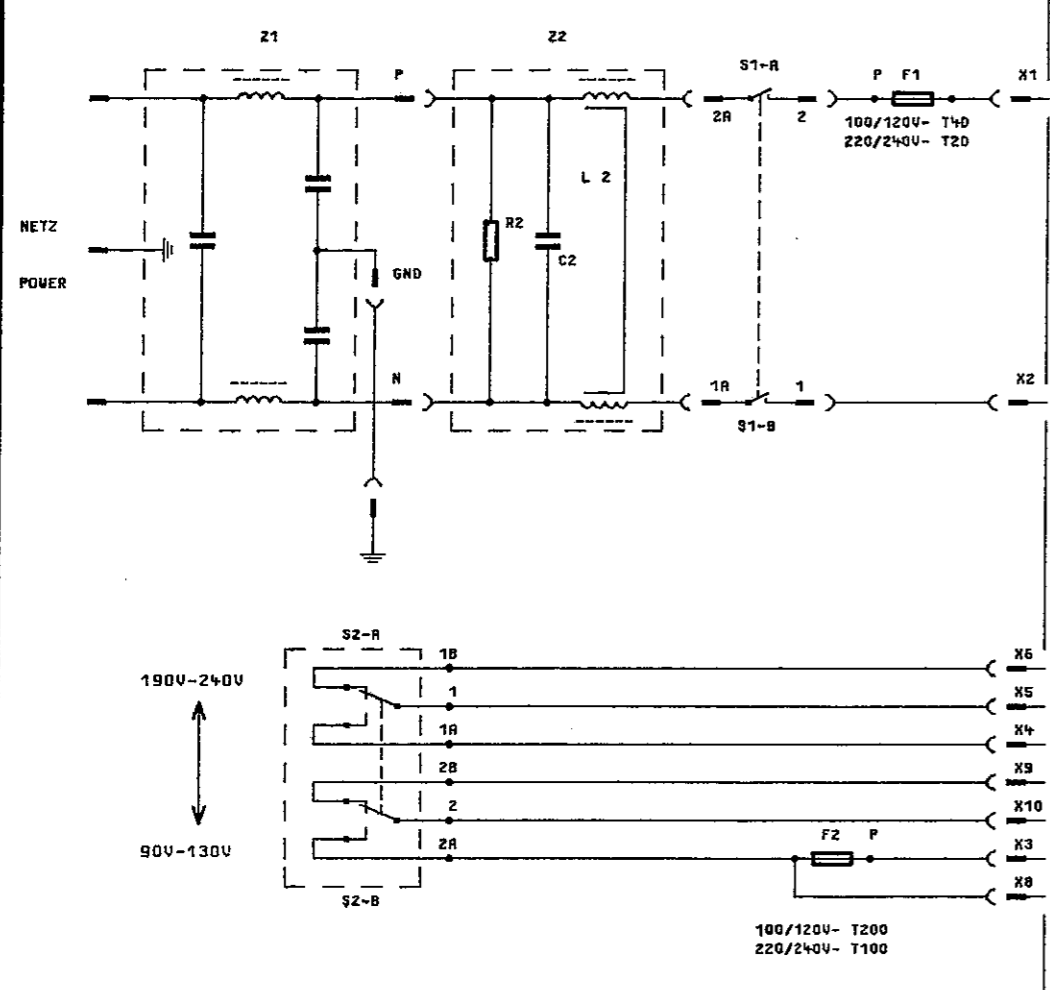 Z1
Z2
S1-A
P
P F1
X1
2A
2
100/120V- T4D
220/240V- T2D
L 2
NETZ
R2
C2
GND
POWER
N
1A
1
X2
S1-B
S2-A
1B
X6
190V-240V
1
X5
1A
X4
2B
X9
2
X10
F2 P
90V-130V
2A
X3
X8
S2-B
100/120V- T200
220/240V- T100